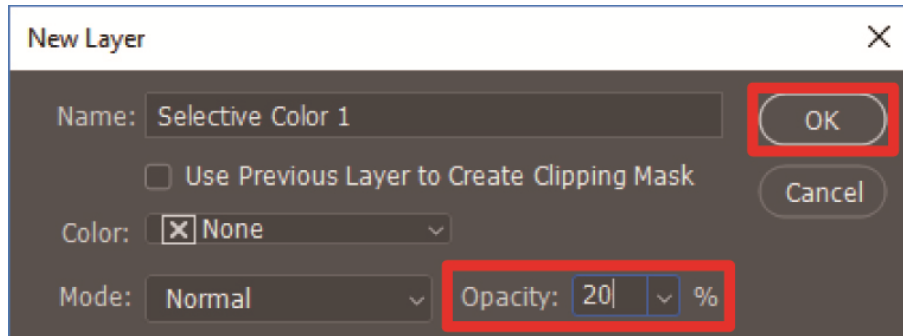 New Layer
Name: Selective Color 1
OK
Use Previous Layer to Create Clipping Mask
Cancel
Color: None
Mode: Normal Opacity: 20 %